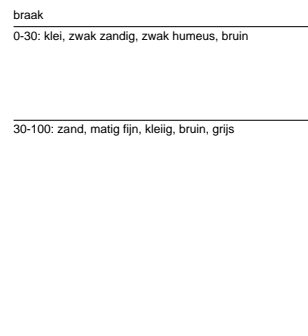 braak
0-30: klei, zwak zandig, zwak humeus, bruin
30-100: zand, matig fijn, kleiig, bruin, grijs